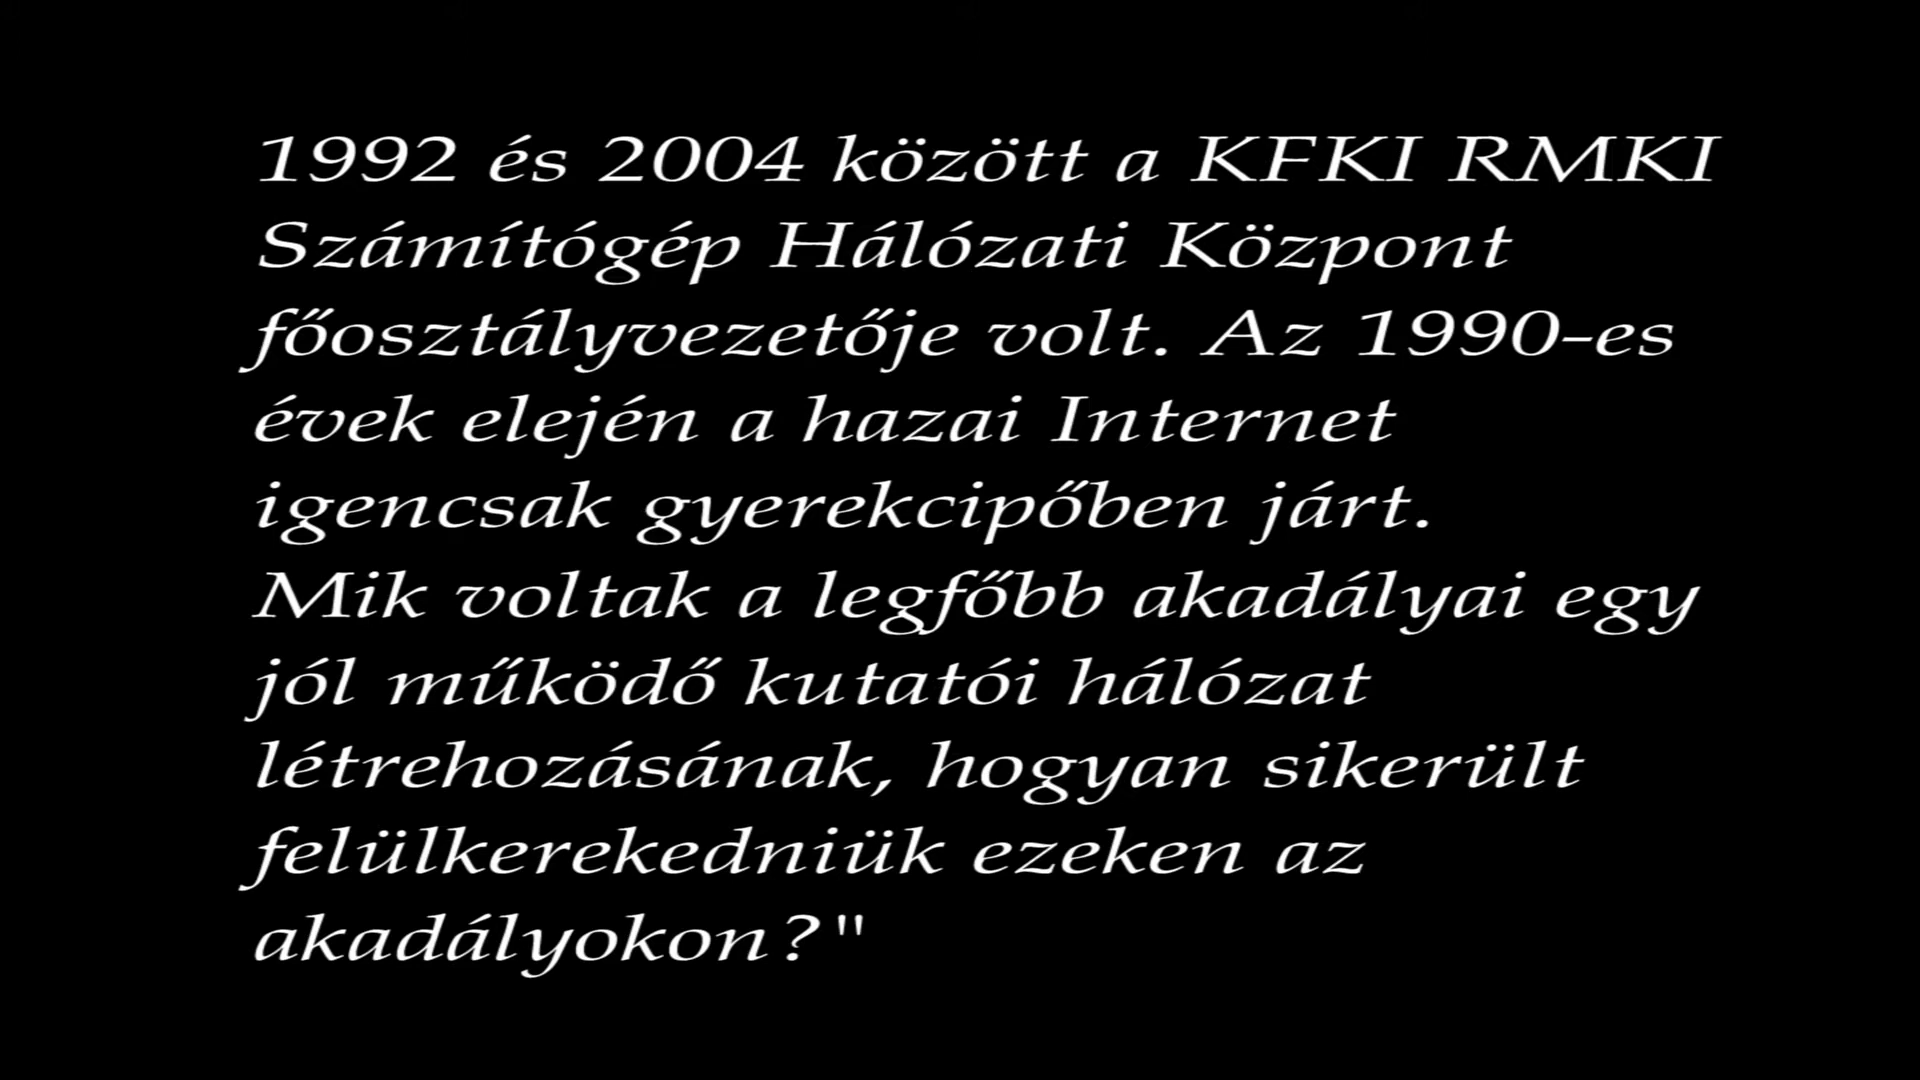 1992 és 2004 között a KFKI RMKI
Számítógép Hálózati Központ
főosztályvezetője volt. Az 1990-es
évek elején a hazai Internet
igencsak gyerekcipőben járt.
Mik voltak a legfőbb akadályai egy
jól működő kutatói hálózat
létrehozásának, hogyan sikerült
felülkerekedniük ezeken az
akadályokon?"